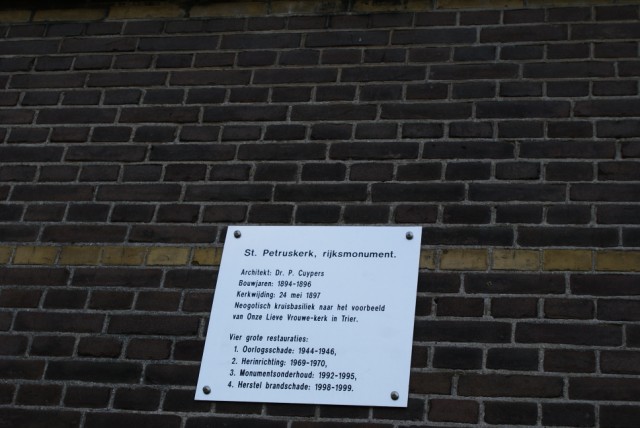 St. Petruskerk, rijksmonument.
Architekt: Dr. P. Cuypers
Bouwjaren: 1894-1896
Kerkwijding: 24 mei 1897
Neogotisch kruisbasiliek naar het voorbeeld
van Onze Lieve Vrouwe-kerk in Trier.
Vier grote restauraties:
1. Oorlogsschade: 1944-1946,
2. Herinrichting: 1969-1970,
3. Monumentsonderhoud: 1992-1995,
4. Herstel brandschade: 1998-1999.